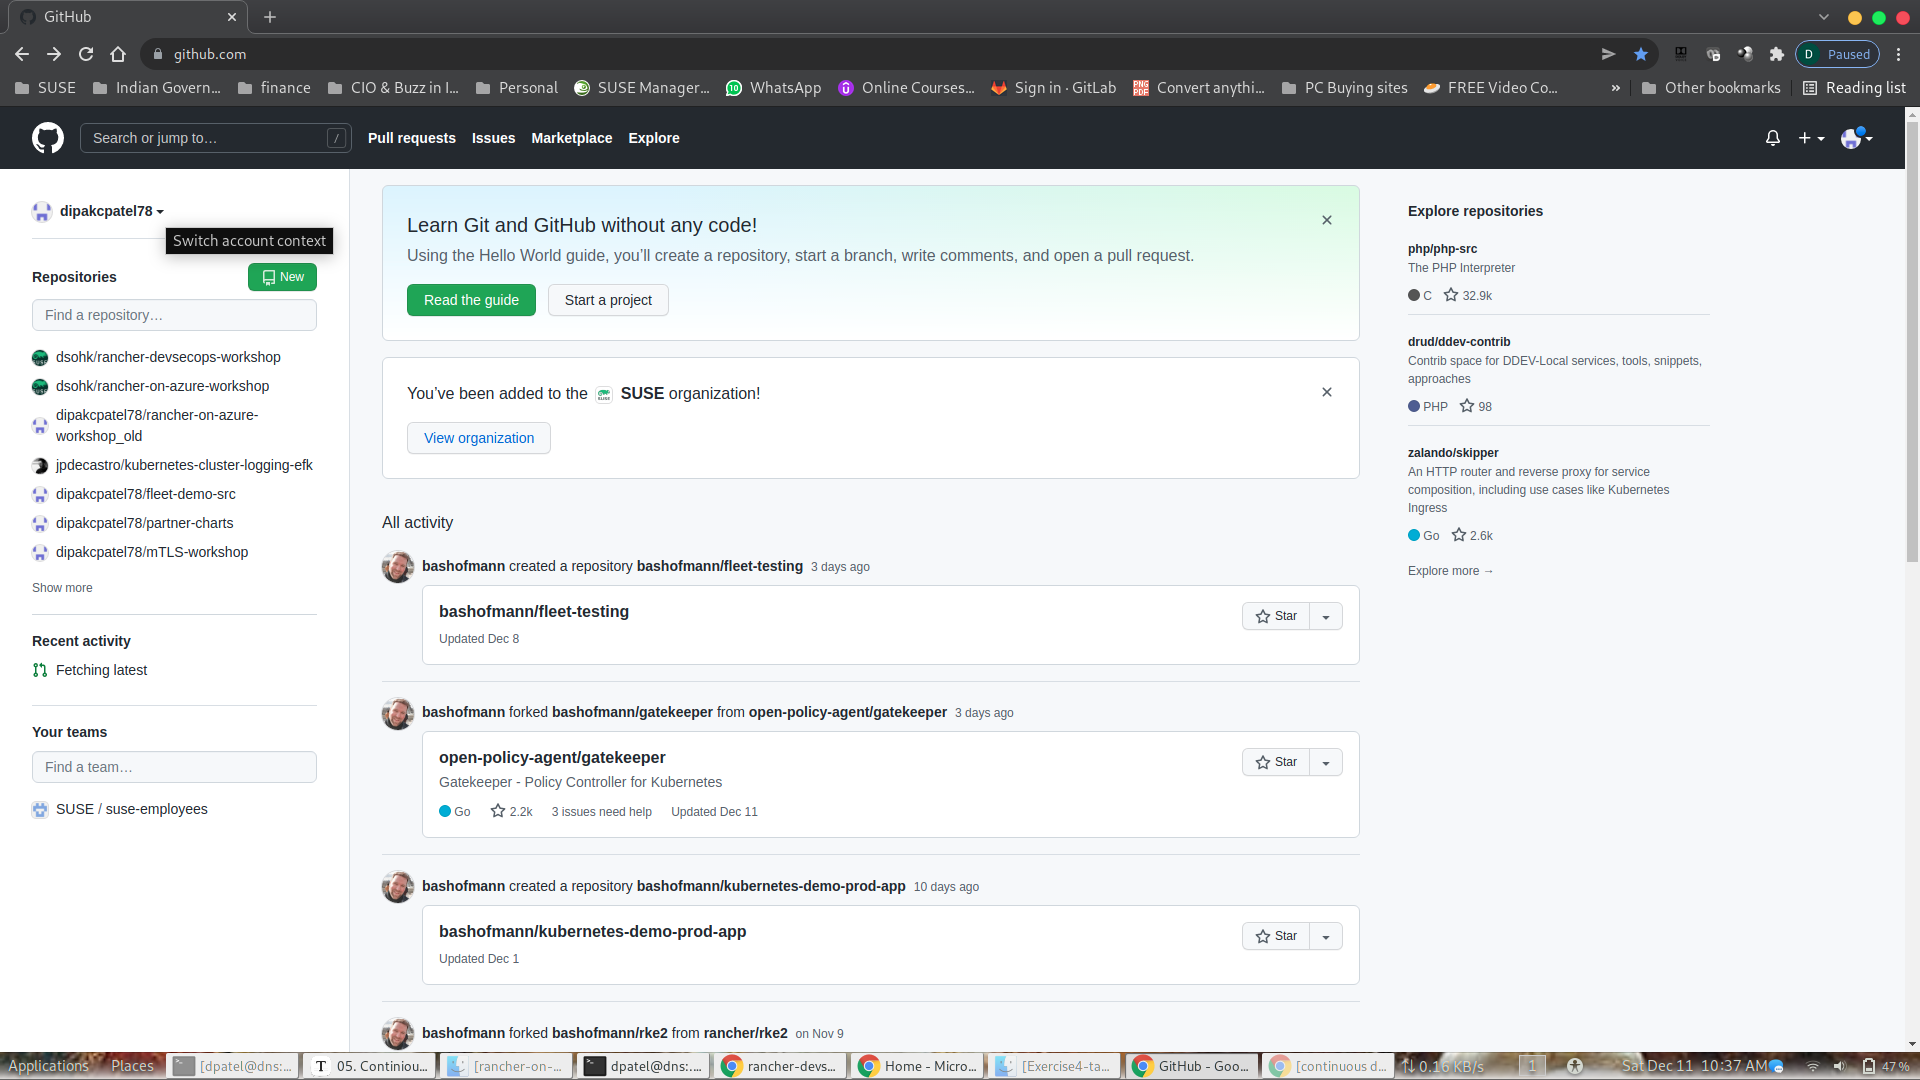 GitHub
github.com
D Paused
SUSE Indian Govern... finance CIO & Buzz in I... Personal SUSE Manager... WhatsApp Online Courses... Sign in · GitLab Convert anythi... PC Buying sites FREE Video Co... » Other bookmarks Reading list
Search or jump to… / Pull requests Issues Marketplace Explore
dipakcpatel78
Switch account context
Repositories New
Find a repository…
dsohk/rancher-devsecops-workshop
dsohk/rancher-on-azure-workshop
dipakcpatel78/rancher-on-azure-
workshop_old
jpdecastro/kubernetes-cluster-logging-efk
dipakcpatel78/fleet-demo-src
dipakcpatel78/partner-charts
dipakcpatel78/mTLS-workshop
Show more
Recent activity
Fetching latest
Your teams
Find a team…
SUSE / suse-employees
Learn Git and GitHub without any code!
Using the Hello World guide, you’ll create a repository, start a branch, write comments, and open a pull request.
Read the guide Start a project
You’ve been added to the SUSE organization!
View organization
All activity
bashofmann created a repository bashofmann/fleet-testing 3 days ago
bashofmann/fleet-testing Star
Updated Dec 8
bashofmann forked bashofmann/gatekeeper from open-policy-agent/gatekeeper 3 days ago
open-policy-agent/gatekeeper Star
Gatekeeper - Policy Controller for Kubernetes
Go 2.2k 3 issues need help Updated Dec 11
bashofmann created a repository bashofmann/kubernetes-demo-prod-app 10 days ago
bashofmann/kubernetes-demo-prod-app Star
Updated Dec 1
bashofmann forked bashofmann/rke2 from rancher/rke2 on Nov 9
Explore repositories
php/php-src
The PHP Interpreter
C 32.9k
drud/ddev-contrib
Contrib space for DDEV-Local services, tools, snippets,
approaches
PHP 98
zalando/skipper
An HTTP router and reverse proxy for service
composition, including use cases like Kubernetes
Ingress
Go 2.6k
Explore more →
Applications Places [dpatel@dns:... 05. Continiou... [rancher-on-... dpatel@dns:... rancher-devs... Home - Micro... [Exercise4-ta... GitHub - Goo... [continuous d... 0.16 KB/s 1 Sat Dec 11 10:37 AM 47 %